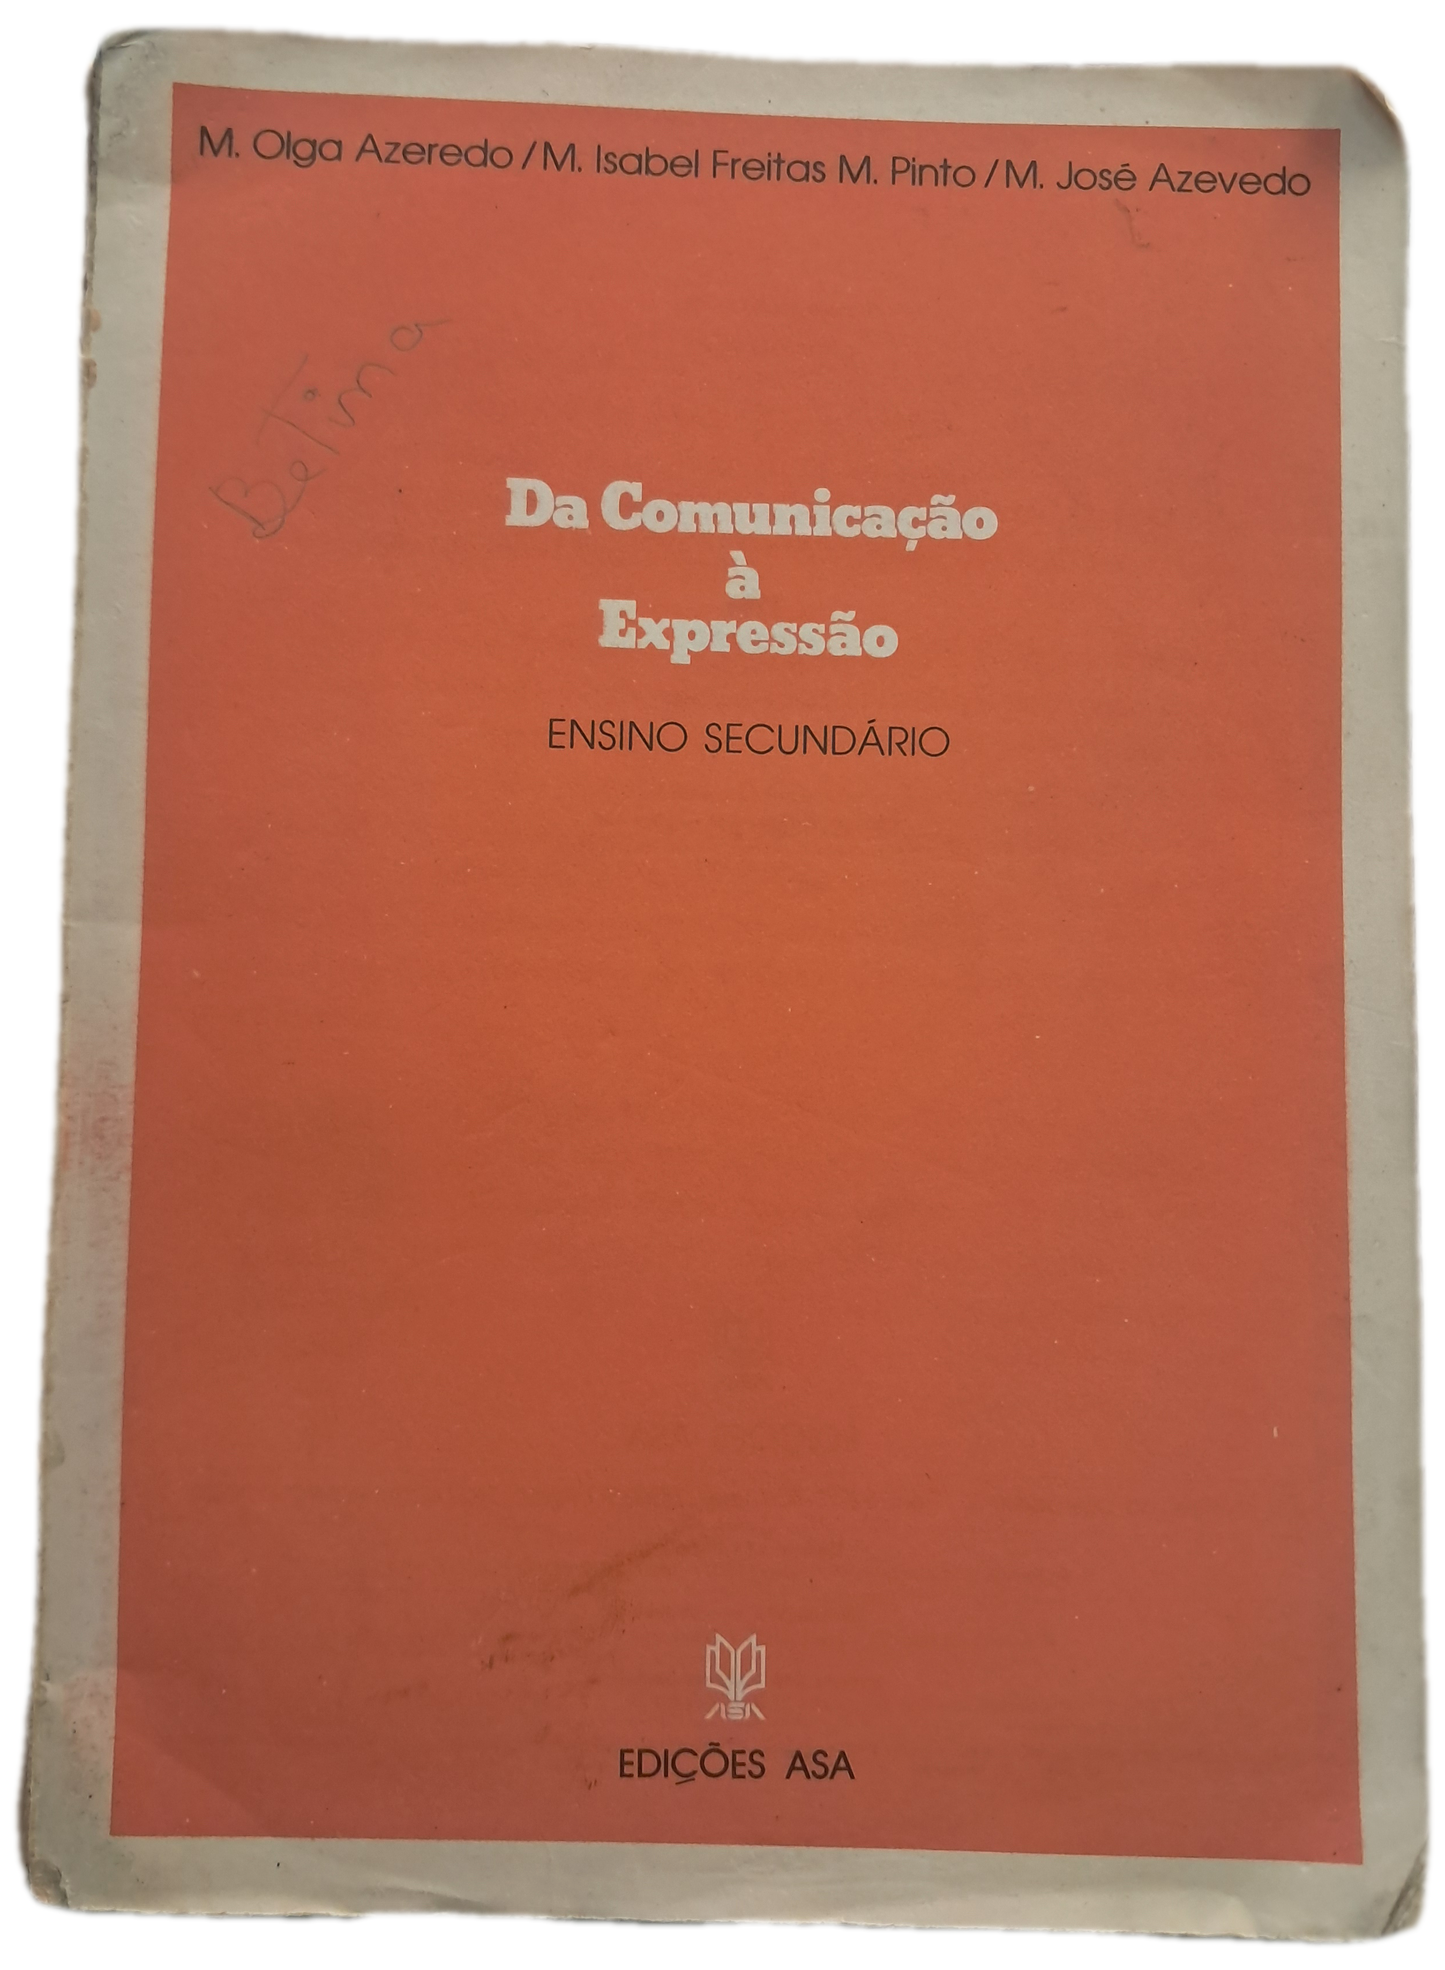 M. Olga Azeredo / M. Isabel Freitas M. Pinto / M. José Azevedo
Betina
Da Comunicação
à
Expressão
ENSINO SECUNDÁRIO
ASA
EDIÇÕES ASA